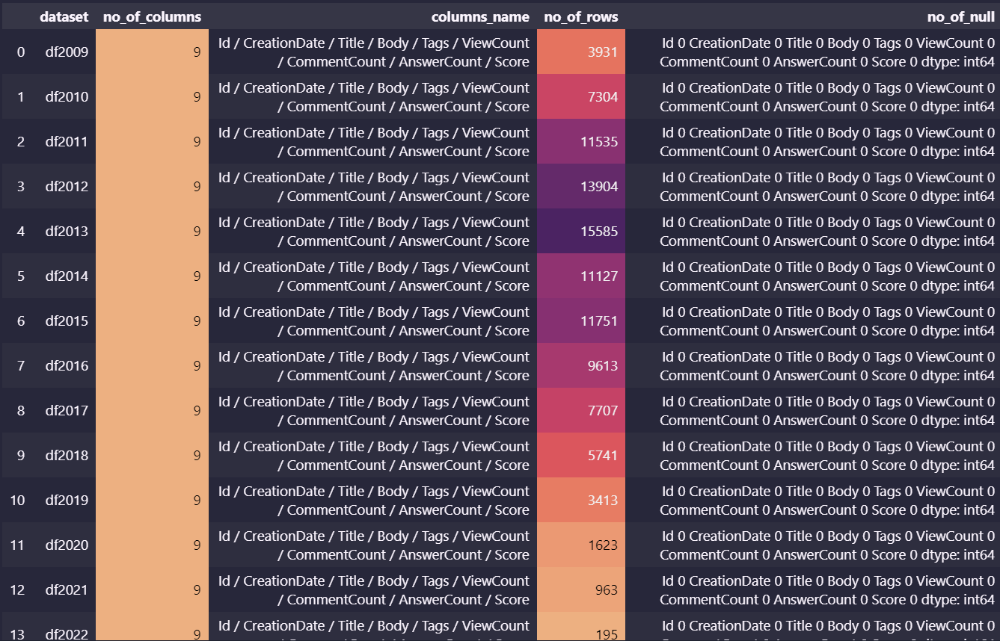 dataset no_of_columns columns_name no_of_rows no_of_null
0 df2009 9 Id / CreationDate / Title / Body / Tags / ViewCount 3931 Id 0 CreationDate 0 Title 0 Body 0 Tags 0 ViewCount 0
/ CommentCount / AnswerCount / Score CommentCount 0 AnswerCount 0 Score 0 dtype: int64
1 df2010 9 Id / CreationDate / Title / Body / Tags / ViewCount 7304 Id 0 CreationDate 0 Title 0 Body 0 Tags 0 ViewCount 0
/ CommentCount / AnswerCount / Score CommentCount 0 AnswerCount 0 Score 0 dtype: int64
2 df2011 9 Id / CreationDate / Title / Body / Tags / ViewCount 11535 Id 0 CreationDate 0 Title 0 Body 0 Tags 0 ViewCount 0
/ CommentCount / AnswerCount / Score CommentCount 0 AnswerCount 0 Score 0 dtype: int64
3 df2012 9 Id / CreationDate / Title / Body / Tags / ViewCount 13904 Id 0 CreationDate 0 Title 0 Body 0 Tags 0 ViewCount 0
/ CommentCount / AnswerCount / Score CommentCount 0 AnswerCount 0 Score 0 dtype: int64
4 df2013 9 Id / CreationDate / Title / Body / Tags / ViewCount 15585 Id 0 CreationDate 0 Title 0 Body 0 Tags 0 ViewCount 0
/ CommentCount / AnswerCount / Score CommentCount 0 AnswerCount 0 Score 0 dtype: int64
5 df2014 9 Id / CreationDate / Title / Body / Tags / ViewCount 11127 Id 0 CreationDate 0 Title 0 Body 0 Tags 0 ViewCount 0
/ CommentCount / AnswerCount / Score CommentCount 0 AnswerCount 0 Score 0 dtype: int64
6 df2015 9 Id / CreationDate / Title / Body / Tags / ViewCount 11751 Id 0 CreationDate 0 Title 0 Body 0 Tags 0 ViewCount 0
/ CommentCount / AnswerCount / Score CommentCount 0 AnswerCount 0 Score 0 dtype: int64
7 df2016 9 Id / CreationDate / Title / Body / Tags / ViewCount 9613 Id 0 CreationDate 0 Title 0 Body 0 Tags 0 ViewCount 0
/ CommentCount / AnswerCount / Score CommentCount 0 AnswerCount 0 Score 0 dtype: int64
8 df2017 9 Id / CreationDate / Title / Body / Tags / ViewCount 7707 Id 0 CreationDate 0 Title 0 Body 0 Tags 0 ViewCount 0
/ CommentCount / AnswerCount / Score CommentCount 0 AnswerCount 0 Score 0 dtype: int64
9 df2018 9 Id / CreationDate / Title / Body / Tags / ViewCount 5741 Id 0 CreationDate 0 Title 0 Body 0 Tags 0 ViewCount 0
/ CommentCount / AnswerCount / Score CommentCount 0 AnswerCount 0 Score 0 dtype: int64
10 df2019 9 Id / CreationDate / Title / Body / Tags / ViewCount 3413 Id 0 CreationDate 0 Title 0 Body 0 Tags 0 ViewCount 0
/ CommentCount / AnswerCount / Score CommentCount 0 AnswerCount 0 Score 0 dtype: int64
11 df2020 9 Id / CreationDate / Title / Body / Tags / ViewCount 1623 Id 0 CreationDate 0 Title 0 Body 0 Tags 0 ViewCount 0
/ CommentCount / AnswerCount / Score CommentCount 0 AnswerCount 0 Score 0 dtype: int64
12 df2021 9 Id / CreationDate / Title / Body / Tags / ViewCount 963 Id 0 CreationDate 0 Title 0 Body 0 Tags 0 ViewCount 0
/ CommentCount / AnswerCount / Score CommentCount 0 AnswerCount 0 Score 0 dtype: int64
13 df2022 9 Id / CreationDate / Title / Body / Tags / ViewCount 195 Id 0 CreationDate 0 Title 0 Body 0 Tags 0 ViewCount 0